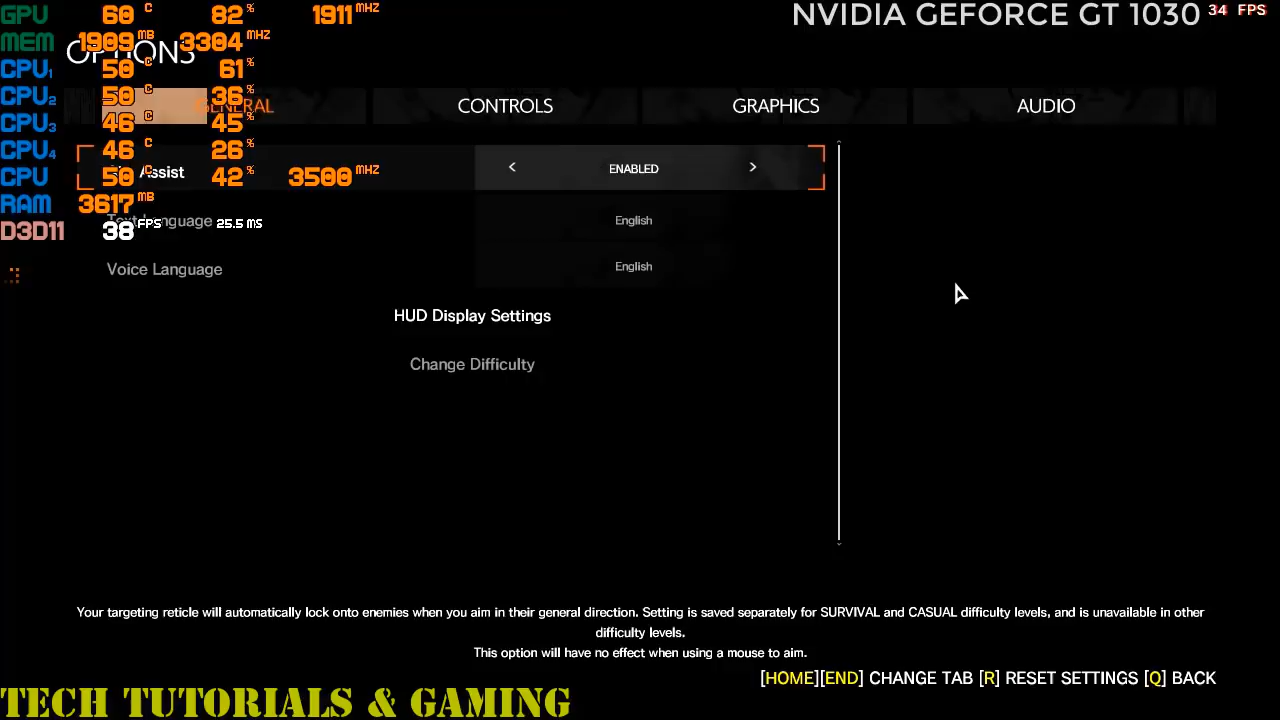 GPU 60 C 82 % 1911 MHZ
NVIDIA GEFORCE GT 1030 34 FPS
MEM 1909 MB 3304 MHZ
OPTIONS
CPU1 50 C 61 %
CPU2 50 C 36 %
GENERAL CONTROLS GRAPHICS AUDIO
CPU3 46 C 45 %
CPU4 46 C 26 %
Assist < ENABLED >
CPU 50 C 42 % 3500 MHZ
RAM 3617 MB
Text Language English
D3D11 38 FPS 25.5 MS
Voice Language English
HUD Display Settings
Change Difficulty
Your targeting reticle will automatically lock onto enemies when you aim in their general direction. Setting is saved separately for SURVIVAL and CASUAL difficulty levels, and is unavailable in other
difficulty levels.
This option will have no effect when using a mouse to aim.
[HOME][END] CHANGE TAB [R] RESET SETTINGS [Q] BACK
TECH TUTORIALS & GAMING